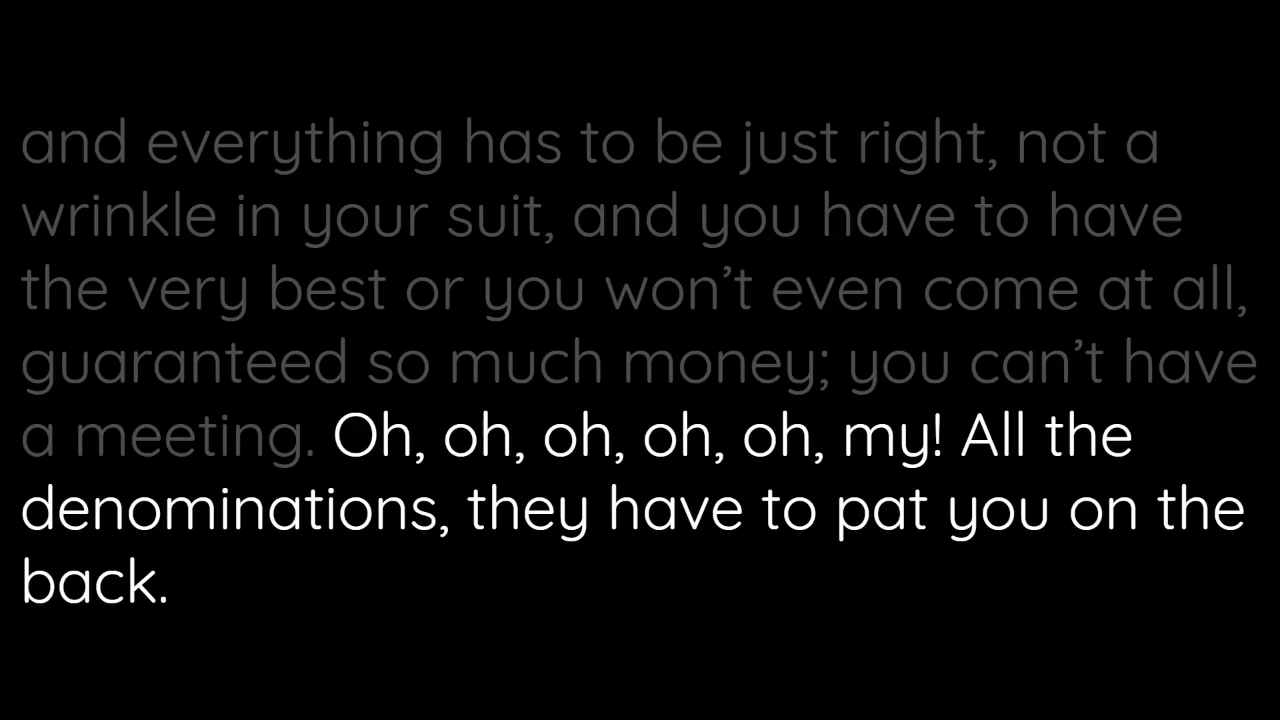 and everything has to be just right, not a
wrinkle in your suit, and you have to have
the very best or you won’t even come at all,
guaranteed so much money; you can’t have
a meeting. Oh, oh, oh, oh, oh, my! All the
denominations, they have to pat you on the
back.